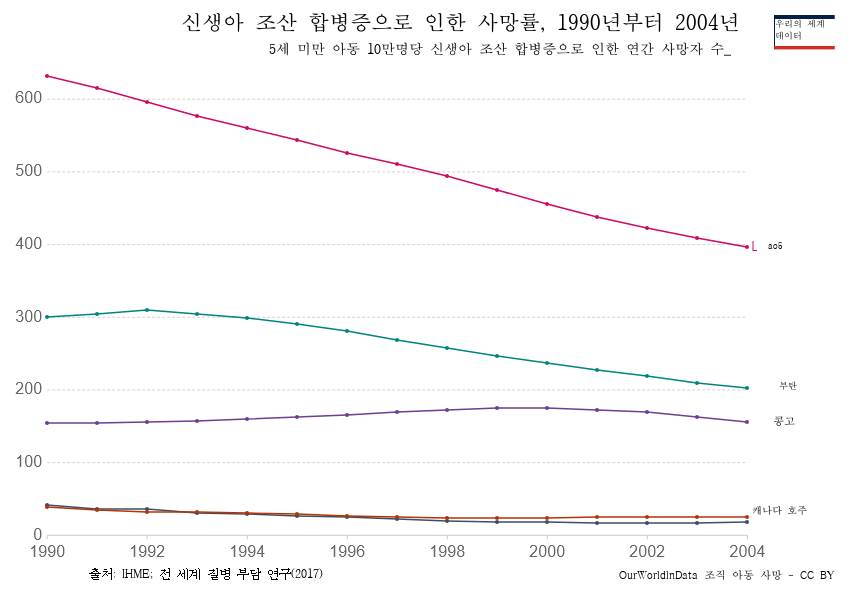 신생아 조산 합병증으로 인한 사망률, 1990년부터 2004년
우리의 세계
데이터
5세 미만 아동 10만명당 신생아 조산 합병증으로 인한 연간 사망자 수_
600
500
400
300
200
100
0
부탄
콩고
캐나다 호주
1990 1992 1994 1996 1998 2000 2002 2004
출처: IHME; 전 세계 질병 부담 연구(2017)
OurWorldInData 조직 아동 사망 - CC BY